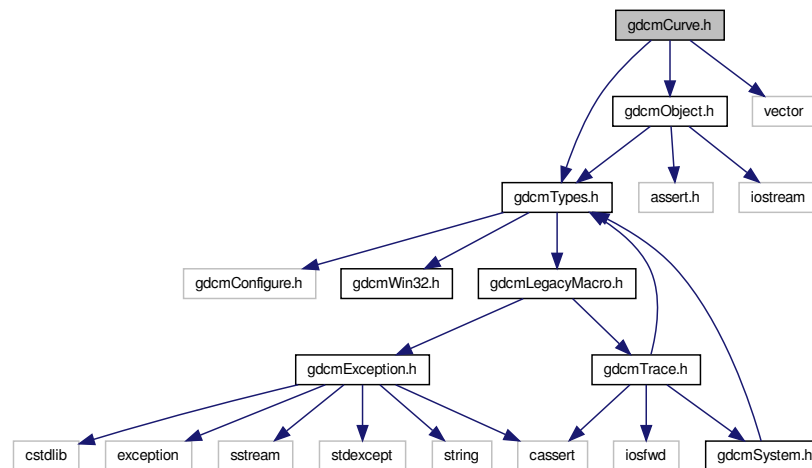 gdcmCurve.h
gdcmObject.h
vector
gdcmTypes.h
assert.h
iostream
gdcmConfigure.h
gdcmWin32.h
gdcmLegacyMacro.h
gdcmException.h
gdcmTrace.h
cstdlib
exception
sstream
stdexcept
string
cassert
iosfwd
gdcmSystem.h